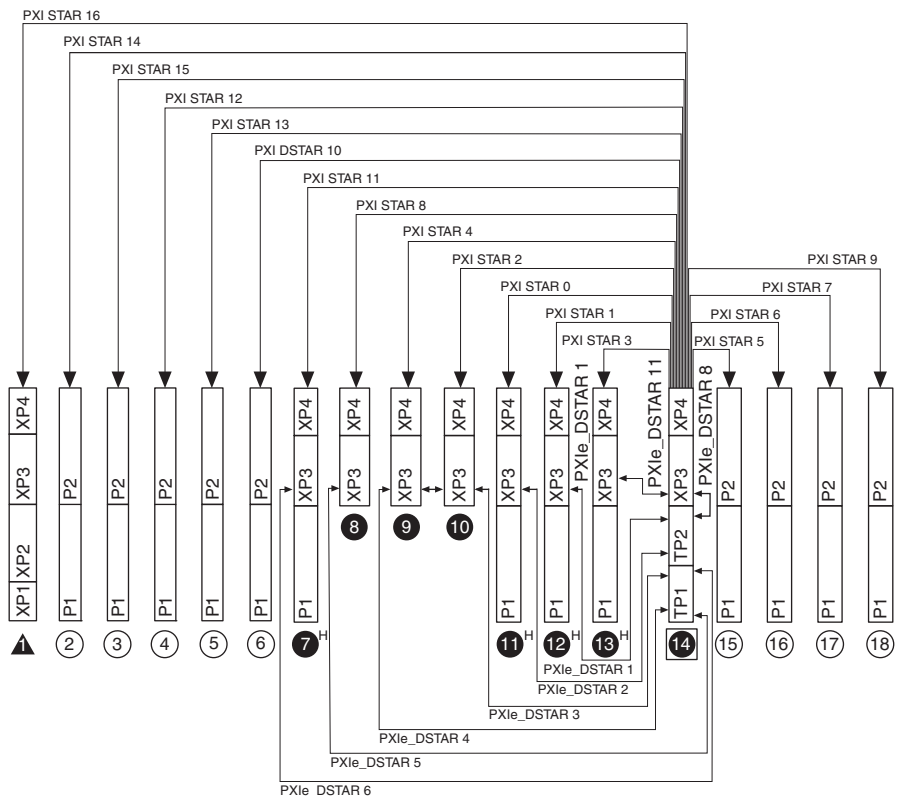 PXI STAR 16
PXI STAR 14
PXI STAR 15
PXI STAR 12
PXI STAR 13
PXI DSTAR 10
PXI STAR 11
PXI STAR 8
PXI STAR 4
PXI STAR 2
PXI STAR 9
PXI STAR 0
PXI STAR 7
PXI STAR 1
PXI STAR 6
PXI STAR 3
PXI STAR 5
PXIe_DSTAR 1
PXIe_DSTAR 11
PXIe_DSTAR 8
XP4
XP4
XP4
XP4
XP4
XP4
XP4
XP4
XP4
XP3
P2
P2
P2
P2
P2
XP3
XP3
XP3
XP3
XP3
XP3
XP3
XP3
P2
P2
P2
P2
8
9
10
XP2
TP2
XP1
P1
P1
P1
P1
P1
P1
P1
P1
P1
TP1
P1
P1
P1
P1
1
2
3
4
5
6
7 H
11 H
12 H
13 H
14
15
16
17
18
PXIe_DSTAR 1
PXIe_DSTAR 2
PXIe_DSTAR 3
PXIe_DSTAR 4
PXIe_DSTAR 5
PXIe_DSTAR 6